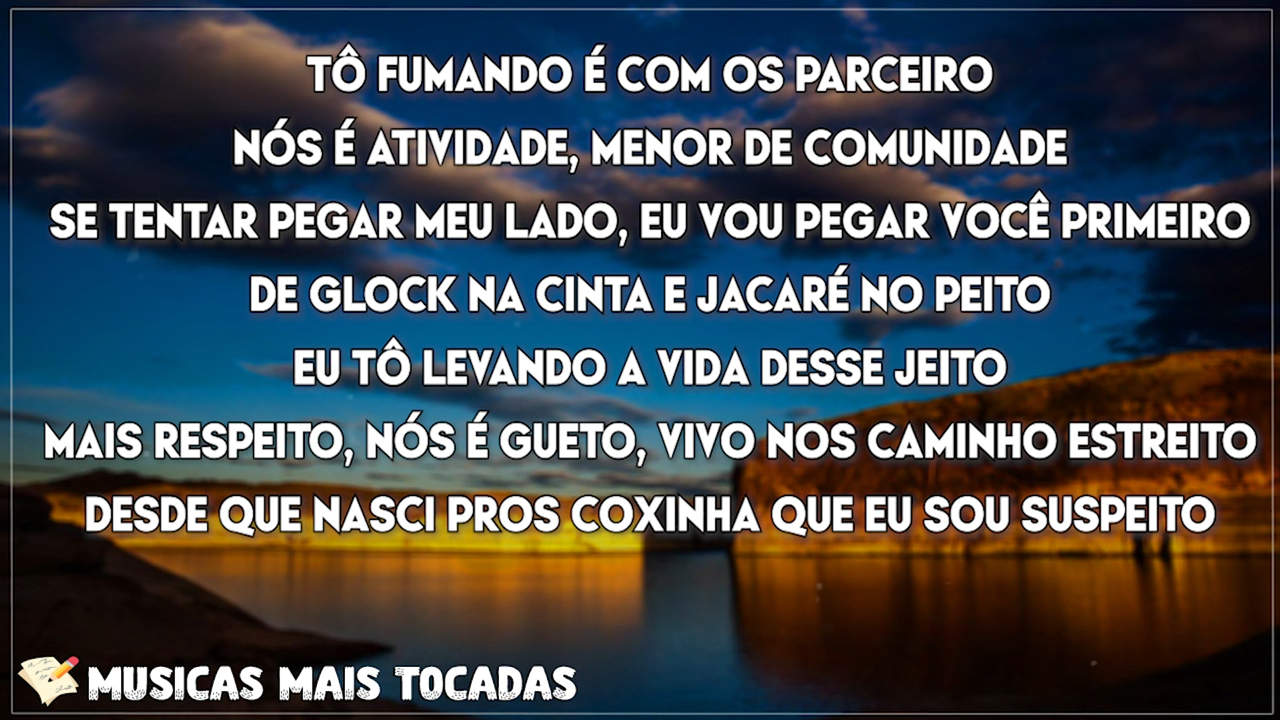 TÔ FUMANDO É COM OS PARCEIRO
NÓS É ATIVIDADE, MENOR DE COMUNIDADE
SE TENTAR PEGAR MEU LADO, EU VOU PEGAR VOCÊ PRIMEIRO
DE GLOCK NA CINTA E JACARÉ NO PEITO
EU TÔ LEVANDO A VIDA DESSE JEITO
MAIS RESPEITO, NÓS É GUETO, VIVO NOS CAMINHO ESTREITO
DESDE QUE NASCI PROS COXINHA QUE EU SOU SUSPEITO
MUSICAS MAIS TOCADAS